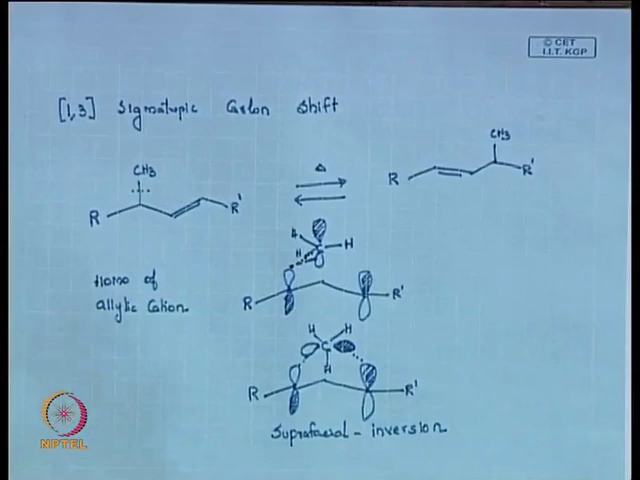 © CET
I.I.T. KGP
[1,3] Sigmatropic Carbon Shift
CH3
CH3
R
R'
Δ
R
R'
H
H
H
C
Homo of
allylic Cation
R
R'
H
H
C
H
R
R'
Suprafacial - inversion
NPTEL